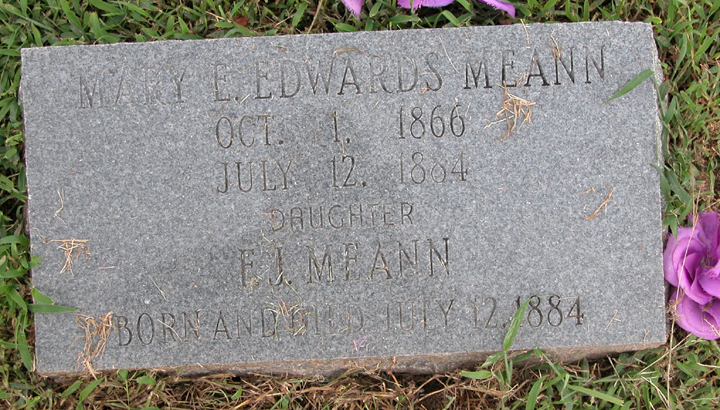 MARY E. EDWARDS MEANN
OCT. 1, 1866
JULY 12, 1884
DAUGHTER
F.J. MEANN
BORN AND DIED JULY 12, 1884